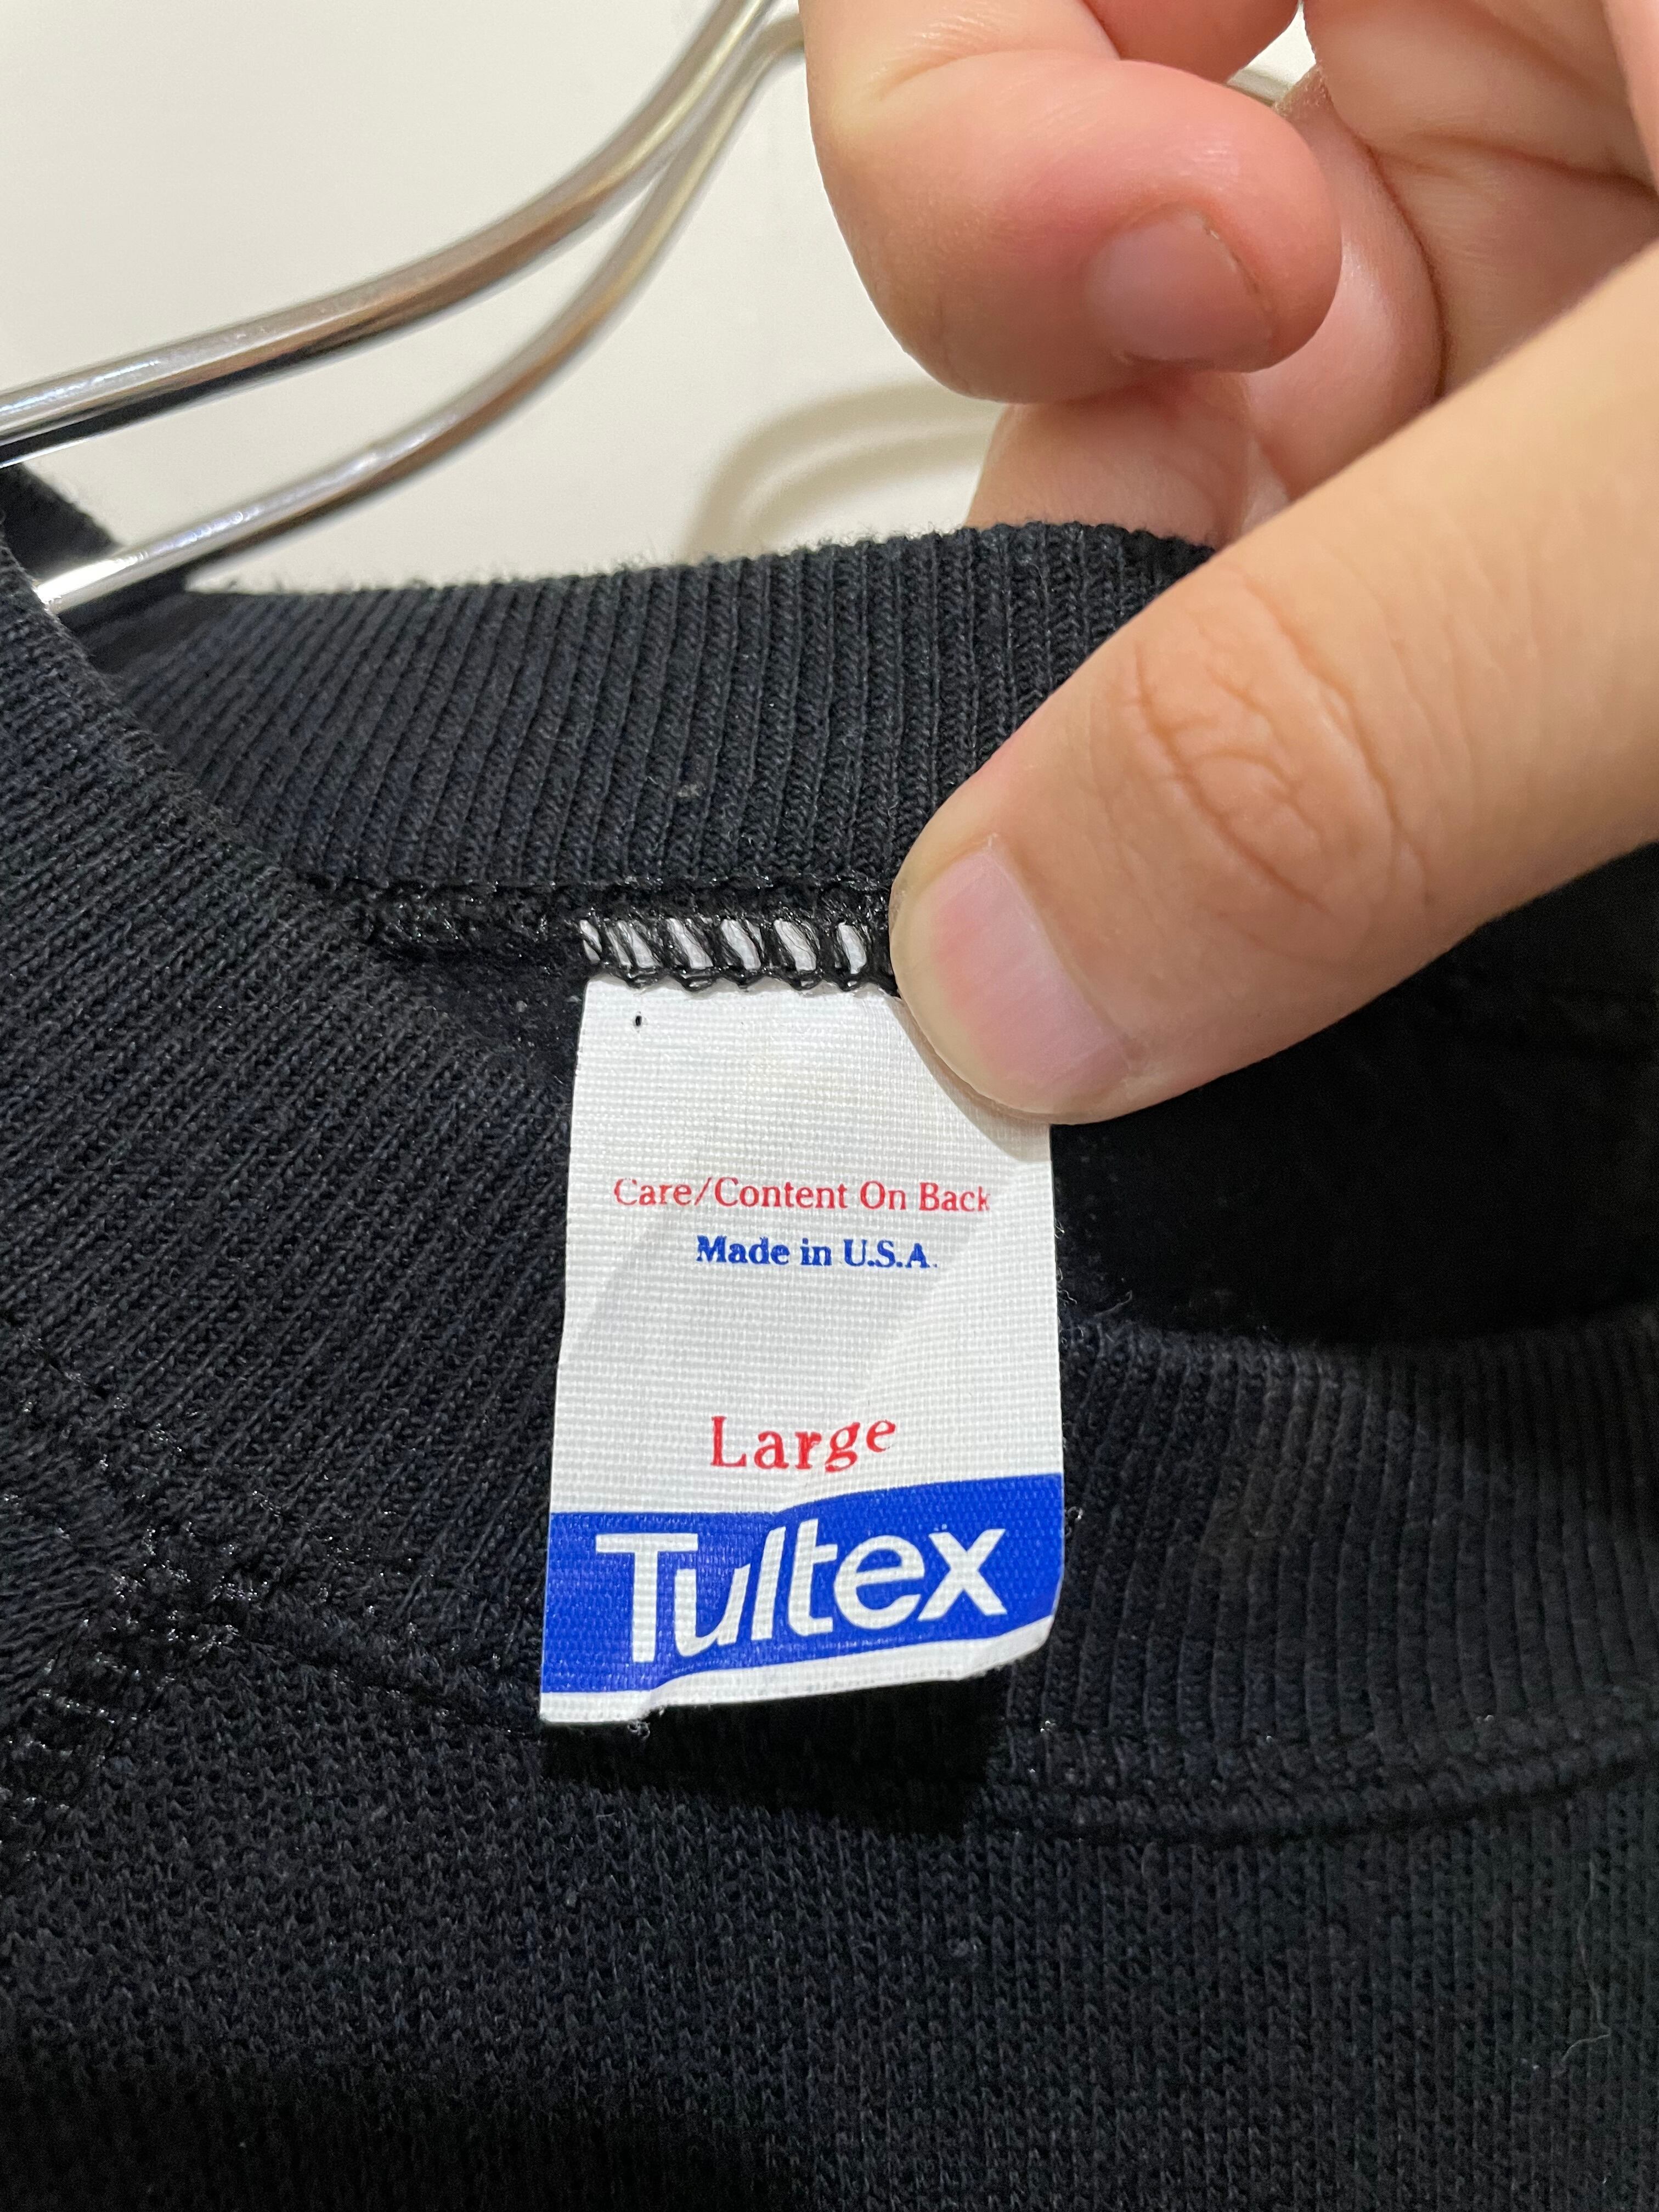 Care/Content On Back
Made in U.S.A.
Large
Tultex